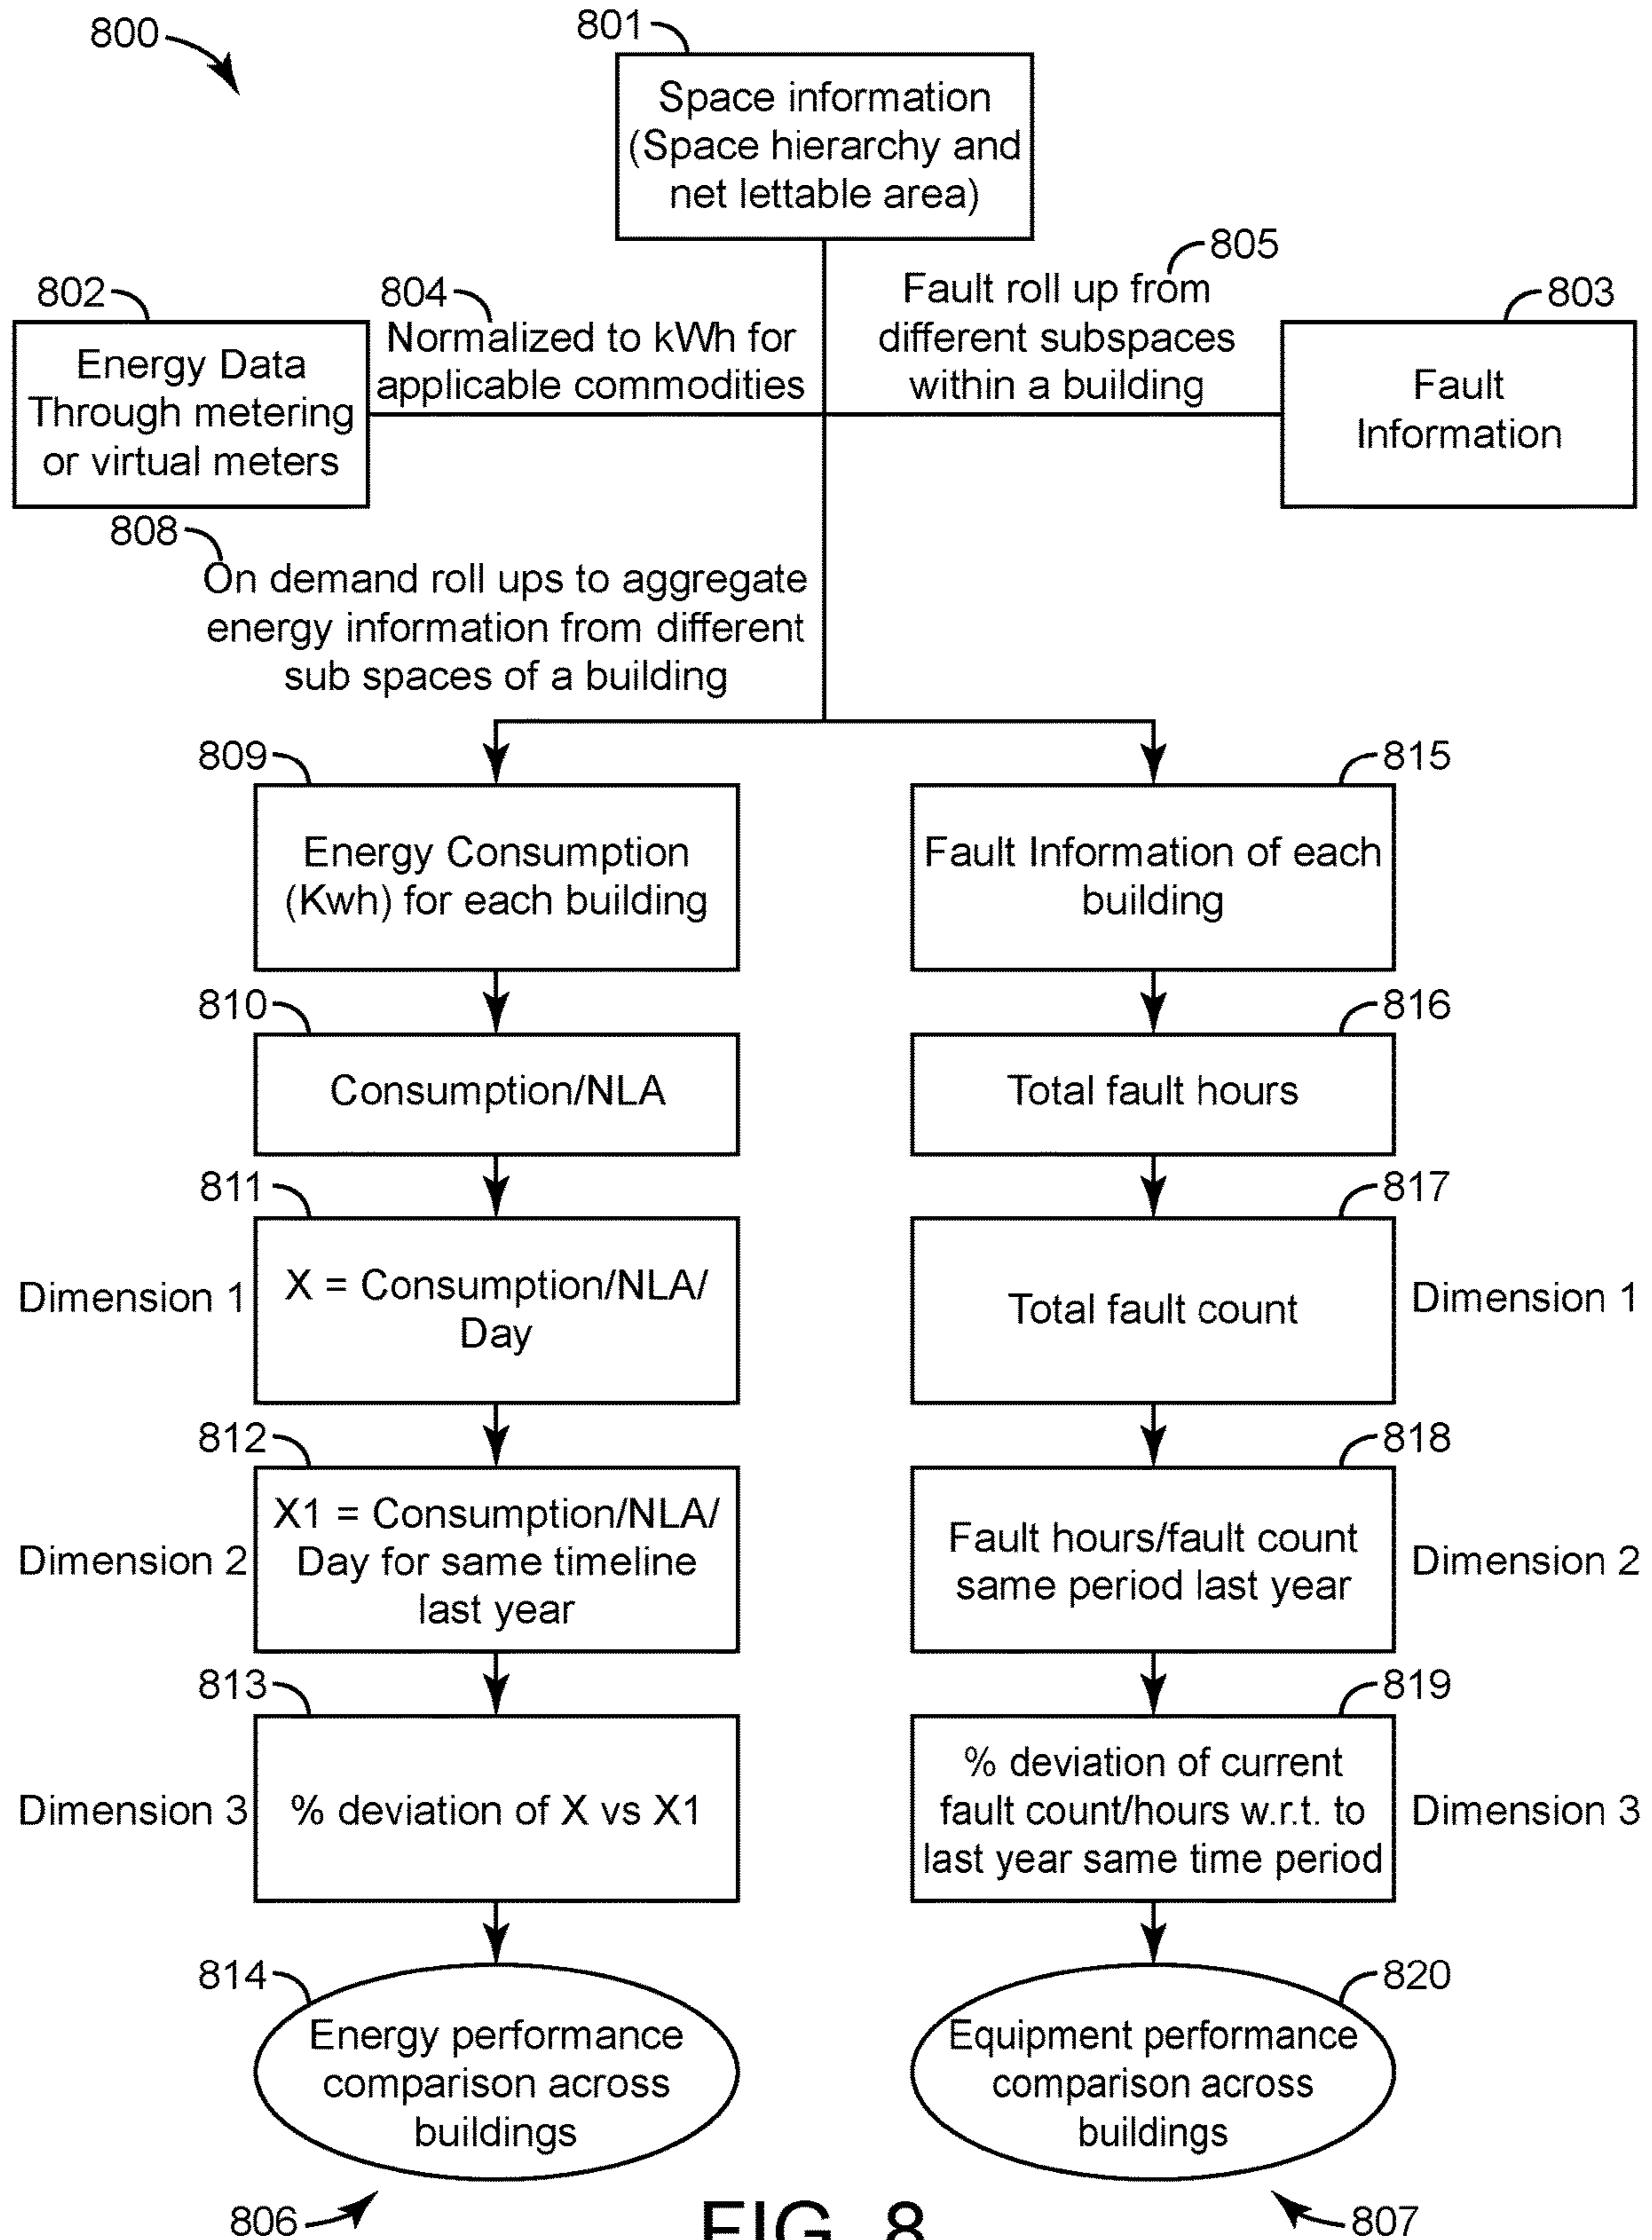 800
801
Space information
(Space hierarchy and
net lettable area)
805
802
804
Fault roll up from
different subspaces
within a building
803
Normalized to kWh for
applicable commodities
Energy Data
Through metering
or virtual meters
Fault
Information
808
On demand roll ups to aggregate
energy information from different
sub spaces of a building
809
815
Energy Consumption
(Kwh) for each building
Fault Information of each
building
810
816
Consumption/NLA
Total fault hours
811
817
Dimension 1
X = Consumption/NLA/
Day
Total fault count
Dimension 1
812
818
Dimension 2
X1 = Consumption/NLA/
Day for same timeline
last year
Fault hours/fault count
same period last year
Dimension 2
813
819
Dimension 3
% deviation of X vs X1
% deviation of current
fault count/hours w.r.t. to
last year same time period
Dimension 3
814
820
Energy performance
comparison across
buildings
Equipment performance
comparison across
buildings
806
FIG. 8
807